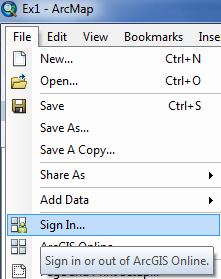 Ex1 - ArcMap
File Edit View Bookmarks
New... Ctrl+N
Open... Ctrl+O
Save Ctrl+S
Save As...
Save A Copy...
Share As
Add Data
Sign In...
Sign in or out of ArcGIS Online.